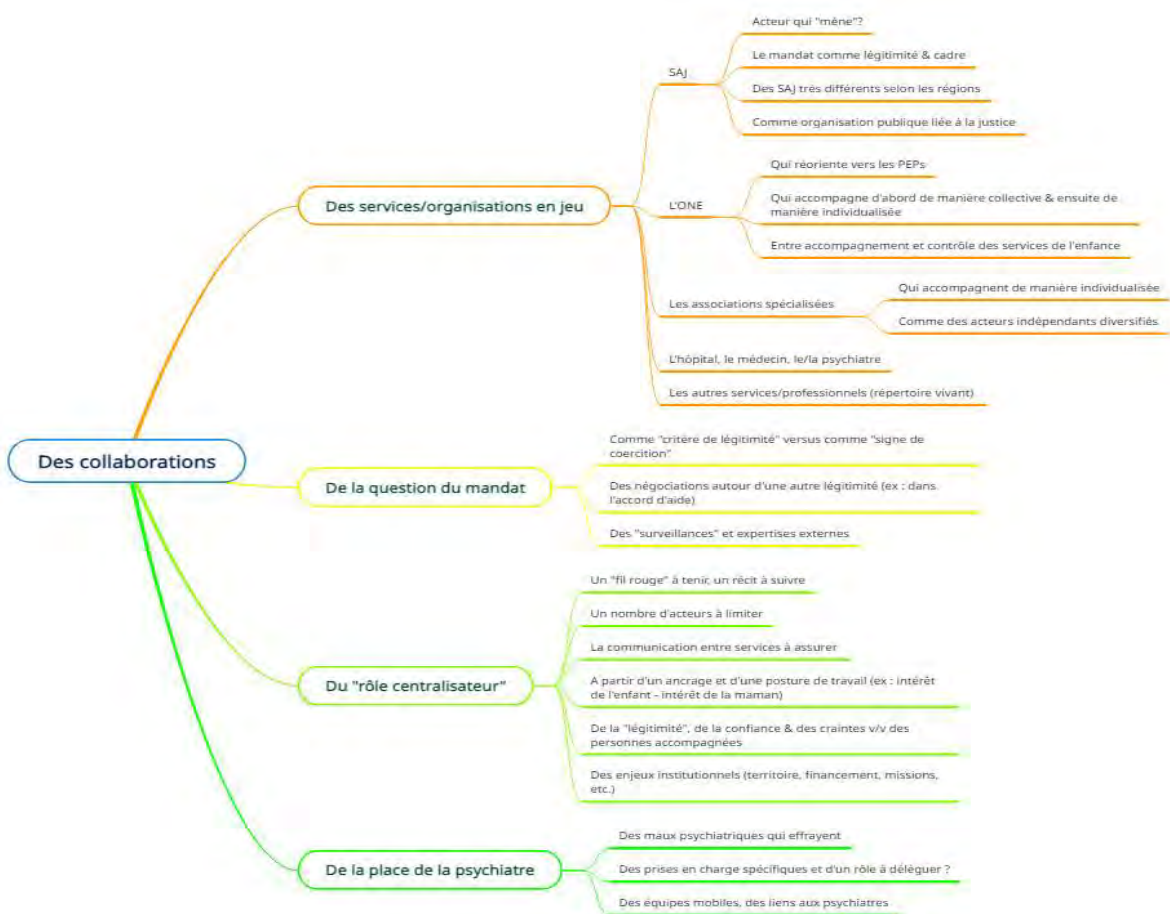 Des collaborations
Des services/organisations en jeu
SAJ
Acteur qui "mène"?
Le mandat comme légitimité & cadre
Des SAJ très différents selon les régions
Comme organisation publique liée à la justice
L'ONE
Qui réoriente vers les PEPs
Qui accompagne d'abord de manière collective & ensuite de
manière individualisée
Entre accompagnement et contrôle des services de l'enfance
Les associations spécialisées
Qui accompagnent de manière individualisée
Comme des acteurs indépendants diversifiés
L'hôpital, le médecin, le/la psychiatre
Les autres services/professionnels (répertoire vivant)
De la question du mandat
Comme "critère de légitimité" versus comme "signe de
coercition"
Des négociations autour d'une autre légitimité (ex : dans
l'accord d'aide)
Des "surveillances" et expertises externes
Du "rôle centralisateur"
Un "fil rouge" à tenir, un récit à suivre
Un nombre d'acteurs à limiter
La communication entre services à assurer
A partir d'un ancrage et d'une posture de travail (ex : intérêt
de l'enfant - intérêt de la maman)
De la "légitimité", de la confiance & des craintes v/v des
personnes accompagnées
Des enjeux institutionnels (territoire, financement, missions,
etc.)
De la place de la psychiatre
Des maux psychiatriques qui effrayent
Des prises en charge spécifiques et d'un rôle à déléguer ?
Des équipes mobiles, des liens aux psychiatres